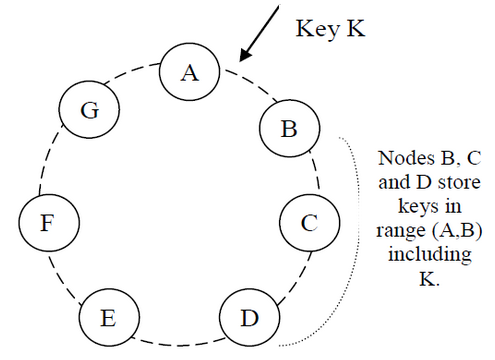 Key K
A
G
B
Nodes B, C
and D store
keys in
range (A,B)
including
K.
F
C
E
D